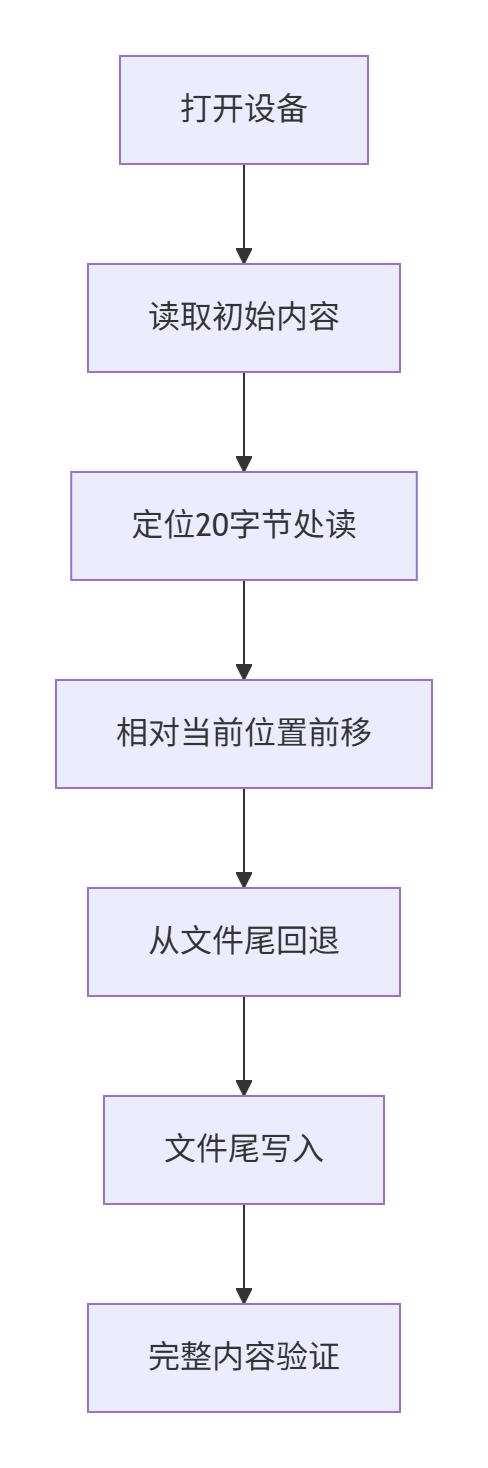 打开设备
读取初始内容
定位20字节处读
相对当前位置前移
从文件尾回退
文件尾写入
完整内容验证